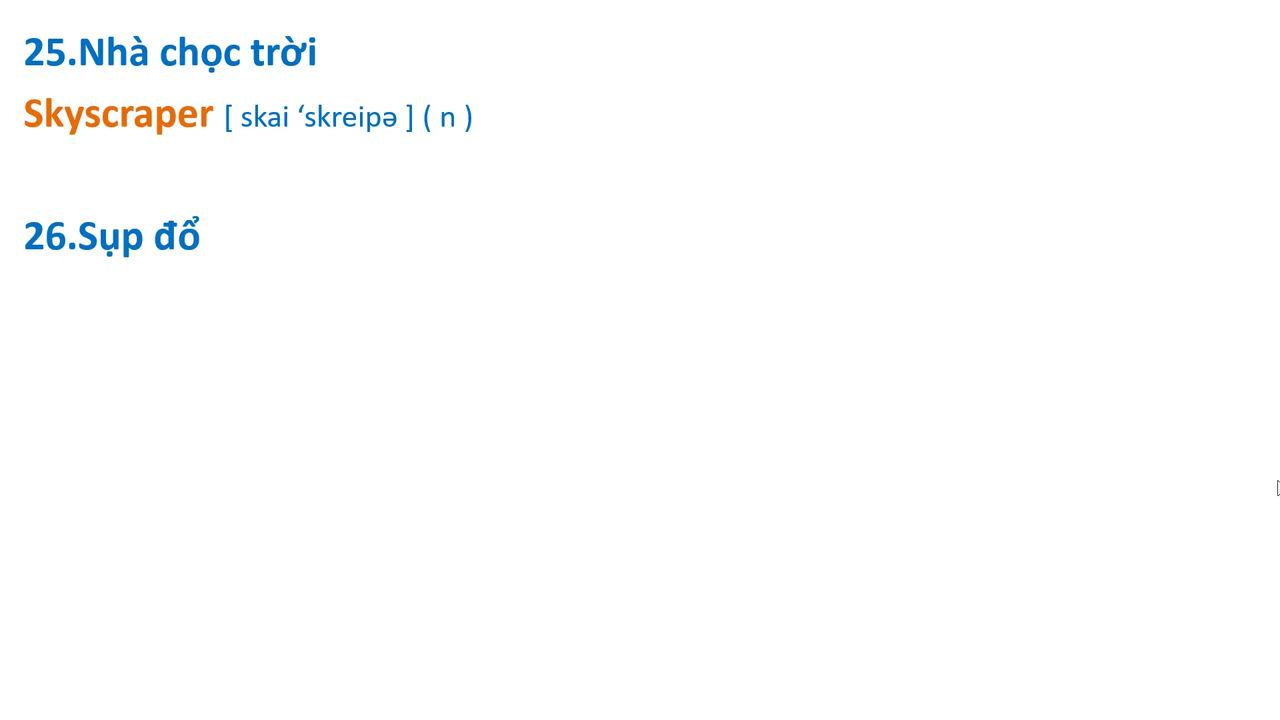 25.Nhà chọc trời
Skyscraper [ skai ‘skreipə ] ( n )
26.Sụp đổ